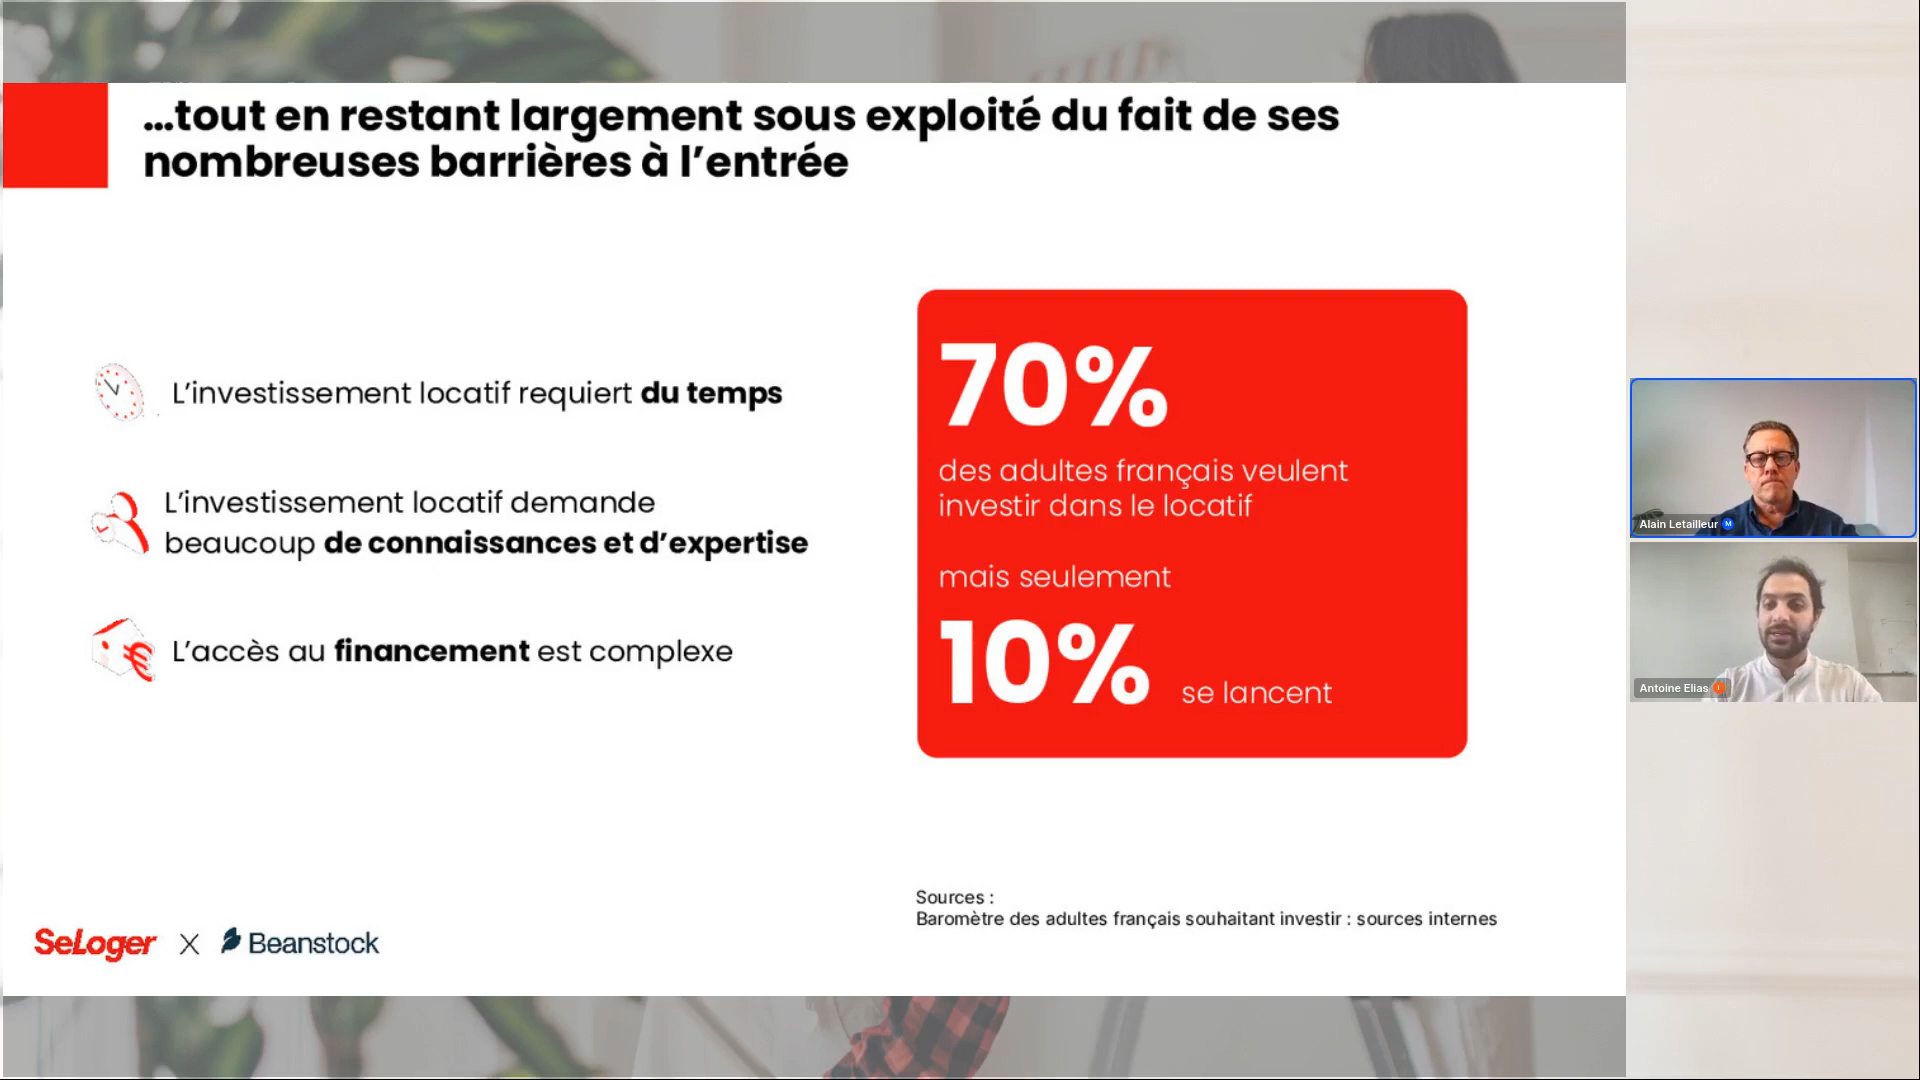 ...tout en restant largement sous exploité du fait de ses
nombreuses barrières à l’entrée
L’investissement locatif requiert du temps
L’investissement locatif demande
beaucoup de connaissances et d’expertise
L’accès au financement est complexe
70%
des adultes français veulent
investir dans le locatif
mais seulement
10% se lancent
Sources :
Baromètre des adultes français souhaitant investir : sources internes
SeLoger X Beanstock
Alain Letailleur M
Antoine Elias